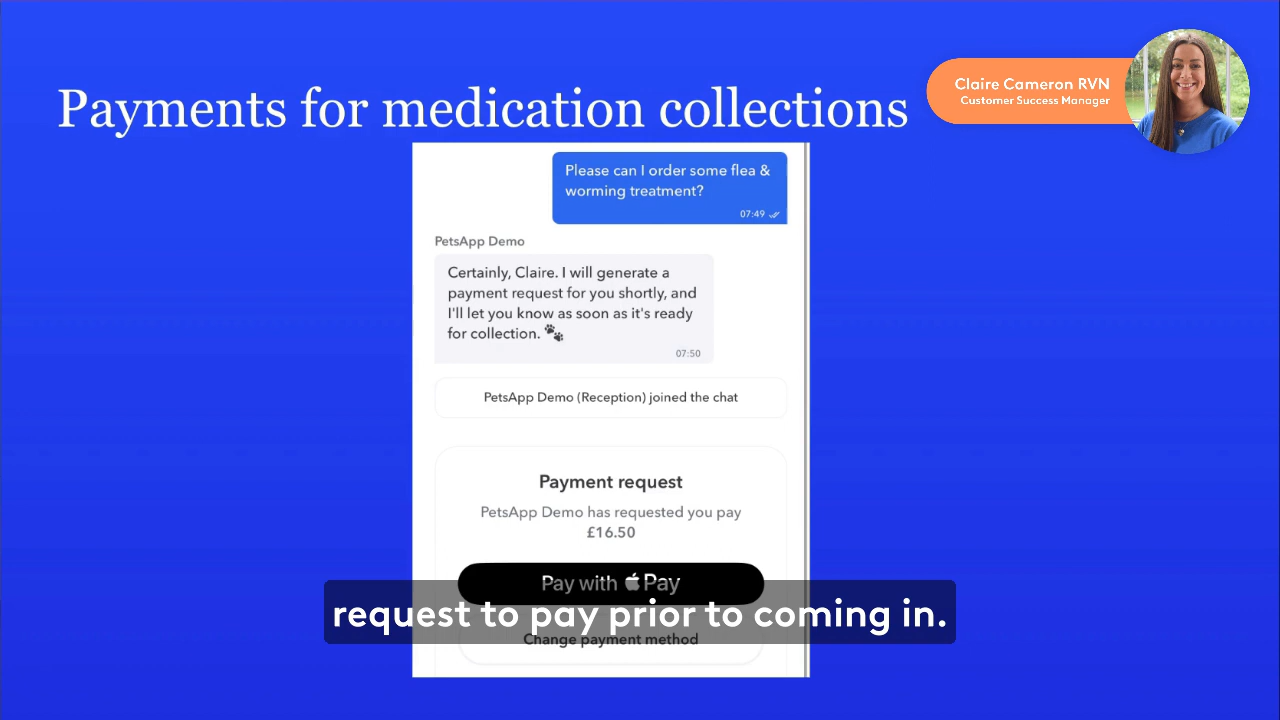 Claire Cameron RVN
Customer Success Manager
Payments for medication collections
Please can I order some flea &
worming treatment?
07:49
PetsApp Demo
Certainly, Claire. I will generate a
payment request for you shortly, and
I'll let you know as soon as it's ready
for collection. 🐾
07:50
PetsApp Demo (Reception) joined the chat
Payment request
PetsApp Demo has requested you pay
£16.50
Pay with Pay
request to pay prior to coming in.
Change payment method